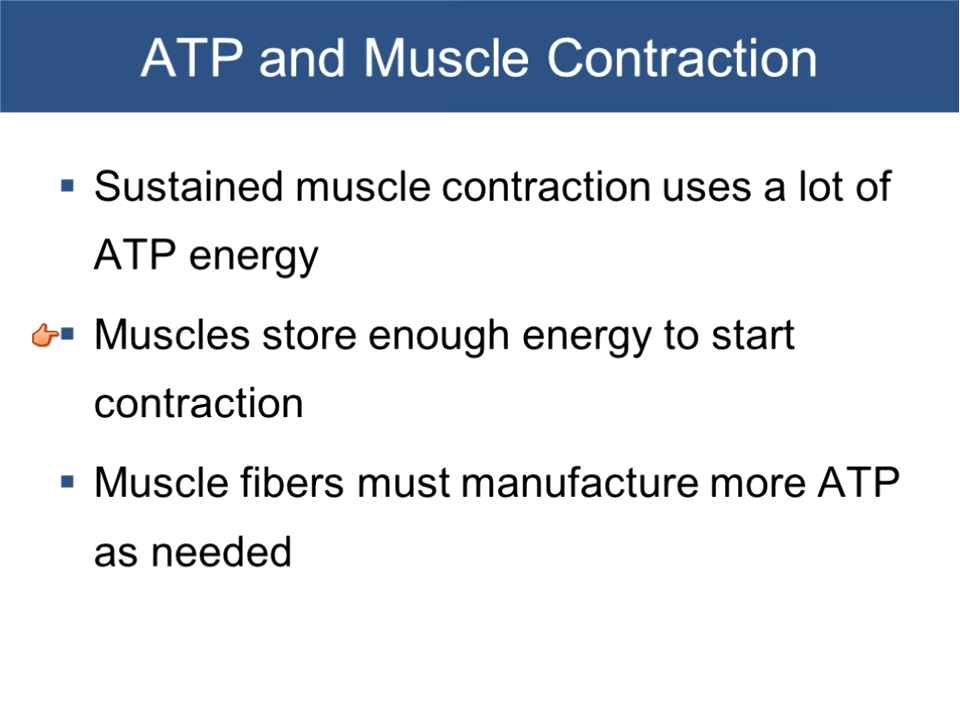 ATP and Muscle Contraction
Sustained muscle contraction uses a lot of
ATP energy
Muscles store enough energy to start
contraction
Muscle fibers must manufacture more ATP
as needed